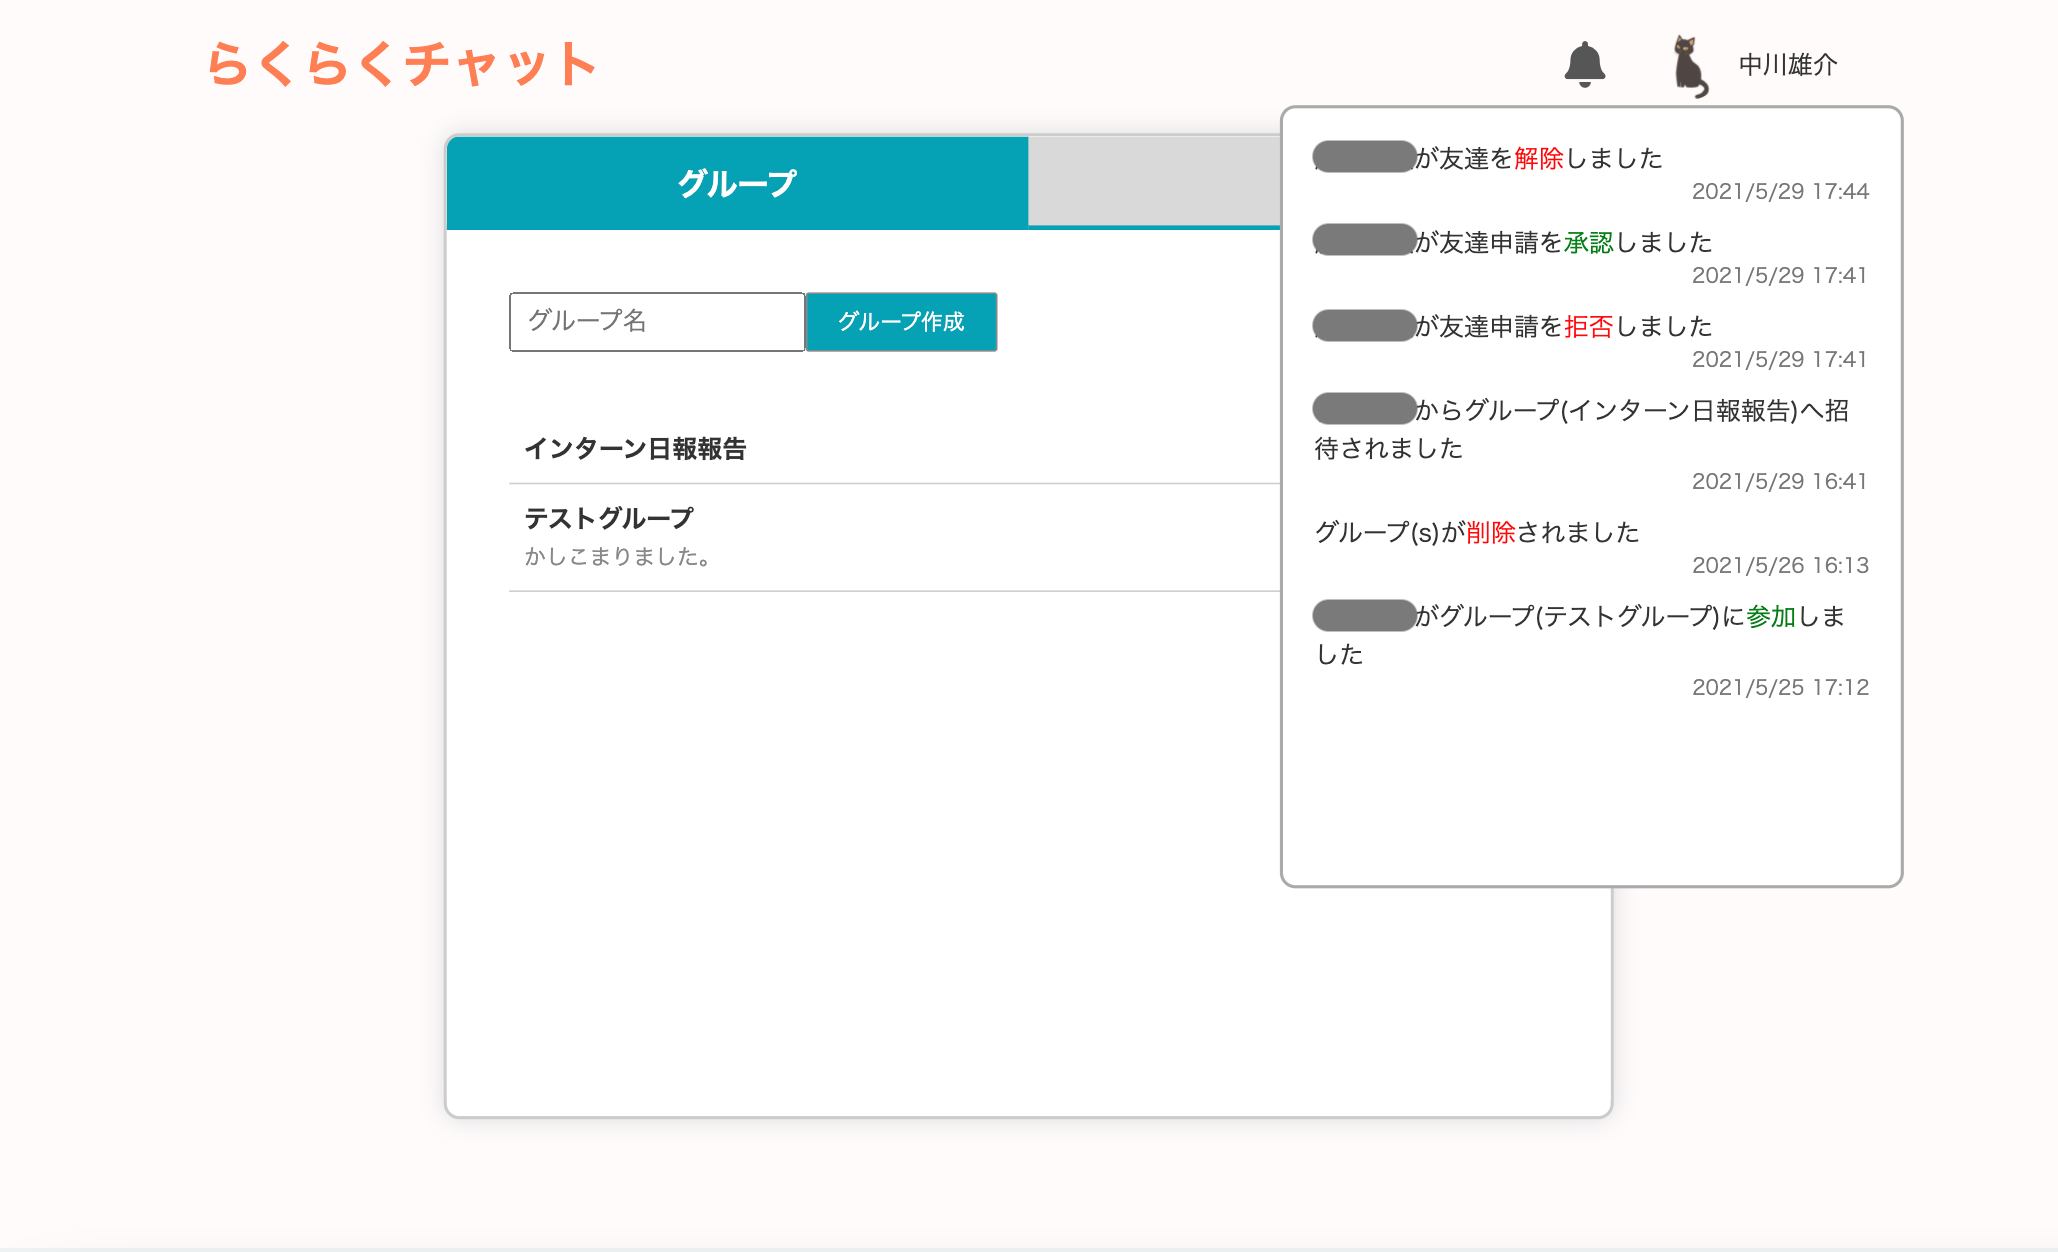 らくらくチャット
中川雄介
グループ
グループ名
グループ作成
インターン日報報告
テストグループ
かしこまりました。
が友達を解除しました
2021/5/29 17:44
が友達申請を承認しました
2021/5/29 17:41
が友達申請を拒否しました
2021/5/29 17:41
からグループ(インターン日報報告)へ招
待されました
2021/5/29 16:41
グループ(s)が削除されました
2021/5/26 16:13
がグループ(テストグループ)に参加しま
した
2021/5/25 17:12